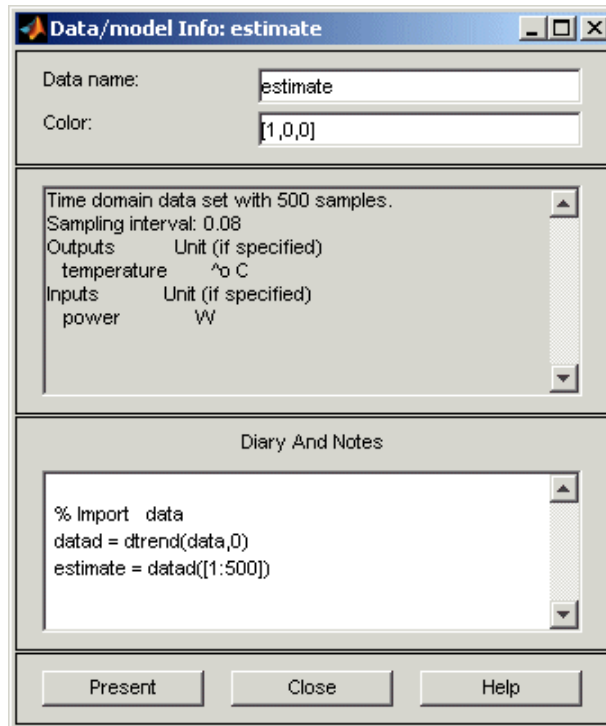 Data/model Info: estimate
Data name: estimate
Color: [1,0,0]
Time domain data set with 500 samples.
Sampling interval: 0.08
Outputs Unit (if specified)
temperature ^o C
Inputs Unit (if specified)
power W
Diary And Notes
% Import data
datad = dtrend(data,0)
estimate = datad([1:500])
Present Close Help